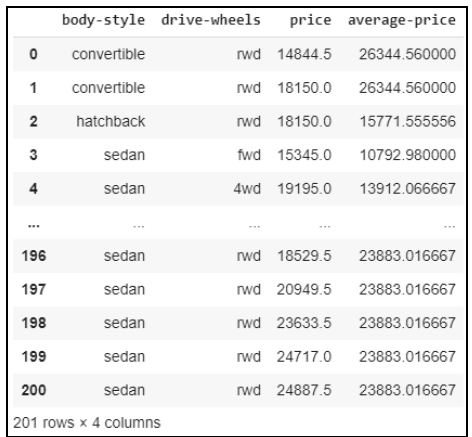 body-style drive-wheels price average-price
0 convertible rwd 14844.5 26344.560000
1 convertible rwd 18150.0 26344.560000
2 hatchback rwd 18150.0 15771.555556
3 sedan fwd 15345.0 10792.980000
4 sedan 4wd 19195.0 13912.066667
... ... ... ... ...
196 sedan rwd 18529.5 23883.016667
197 sedan rwd 20949.5 23883.016667
198 sedan rwd 23633.5 23883.016667
199 sedan rwd 24717.0 23883.016667
200 sedan rwd 24887.5 23883.016667
201 rows × 4 columns